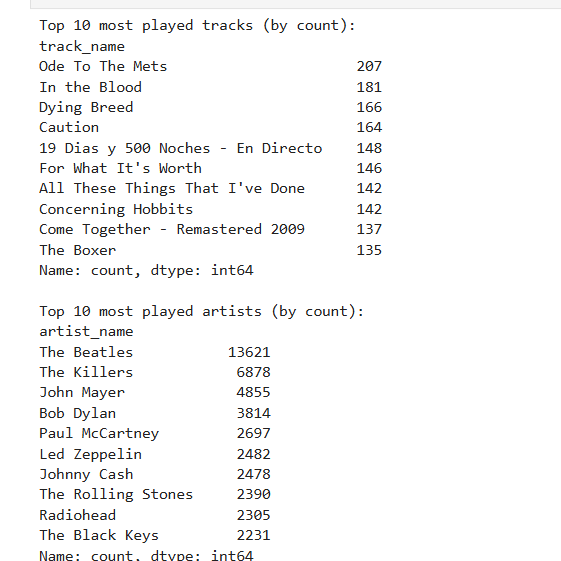 Top 10 most played tracks (by count):
track_name
Ode To The Mets 207
In the Blood 181
Dying Breed 166
Caution 164
19 Dias y 500 Noches - En Directo 148
For What It's Worth 146
All These Things That I've Done 142
Concerning Hobbits 142
Come Together - Remastered 2009 137
The Boxer 135
Name: count, dtype: int64
Top 10 most played artists (by count):
artist_name
The Beatles 13621
The Killers 6878
John Mayer 4855
Bob Dylan 3814
Paul McCartney 2697
Led Zeppelin 2482
Johnny Cash 2478
The Rolling Stones 2390
Radiohead 2305
The Black Keys 2231
Name: count, dtype: int64